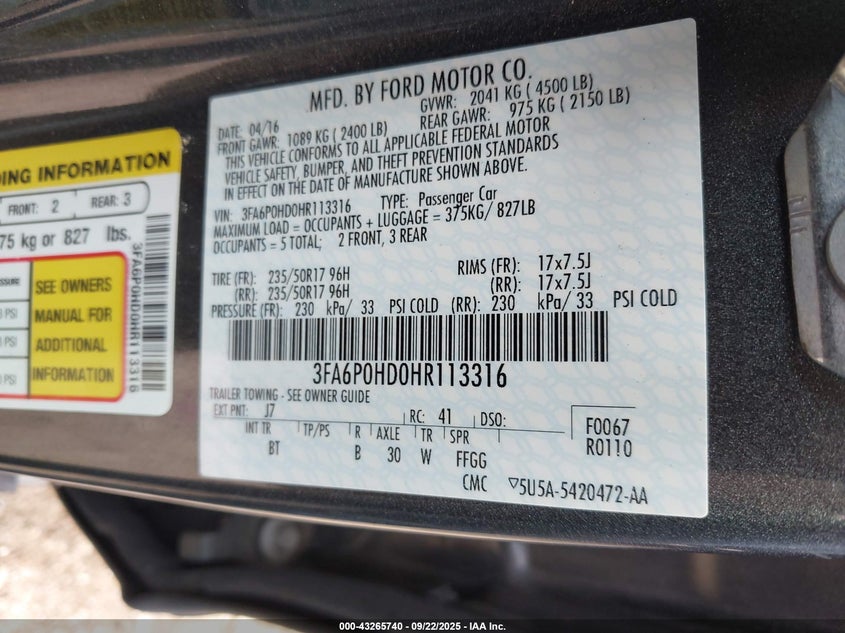 MFD. BY FORD MOTOR CO.
DATE: 04/16 GVWR: 2041 KG ( 4500 LB)
FRONT GAWR: 1089 KG ( 2400 LB) REAR GAWR: 975 KG ( 2150 LB)
THIS VEHICLE CONFORMS TO ALL APPLICABLE FEDERAL MOTOR
VEHICLE SAFETY, BUMPER, AND THEFT PREVENTION STANDARDS
IN EFFECT ON THE DATE OF MANUFACTURE SHOWN ABOVE.
VIN: 3FA6P0HD0HR113316 TYPE: Passenger Car
MAXIMUM LOAD = OCCUPANTS + LUGGAGE = 375KG/ 827LB
OCCUPANTS = 5 TOTAL; 2 FRONT, 3 REAR
TIRE (FR): 235/50R17 96H RIMS (FR): 17x7.5J
(RR): 235/50R17 96H (RR): 17x7.5J
PRESSURE (FR): 230 kPa/ 33 PSI COLD (RR): 230 kPa/ 33 PSI COLD
3FA6P0HD0HR113316
TRAILER TOWING - SEE OWNER GUIDE
EXT PNT: J7 RC: 41 DSO:
INT TR TP/PS R AXLE TR SPR
BT B 30 W FFGG
F0067
R0110
CMC ▽5U5A-5420472-AA
DING INFORMATION
FRONT: 2 REAR: 3
75 kg or 827 lbs.
SEE OWNERS
MANUAL FOR
ADDITIONAL
INFORMATION
PSI
PSI
PSI
3FA6P0HD0HR113316
000-43265740 - 09/22/2025 - IAA Inc.